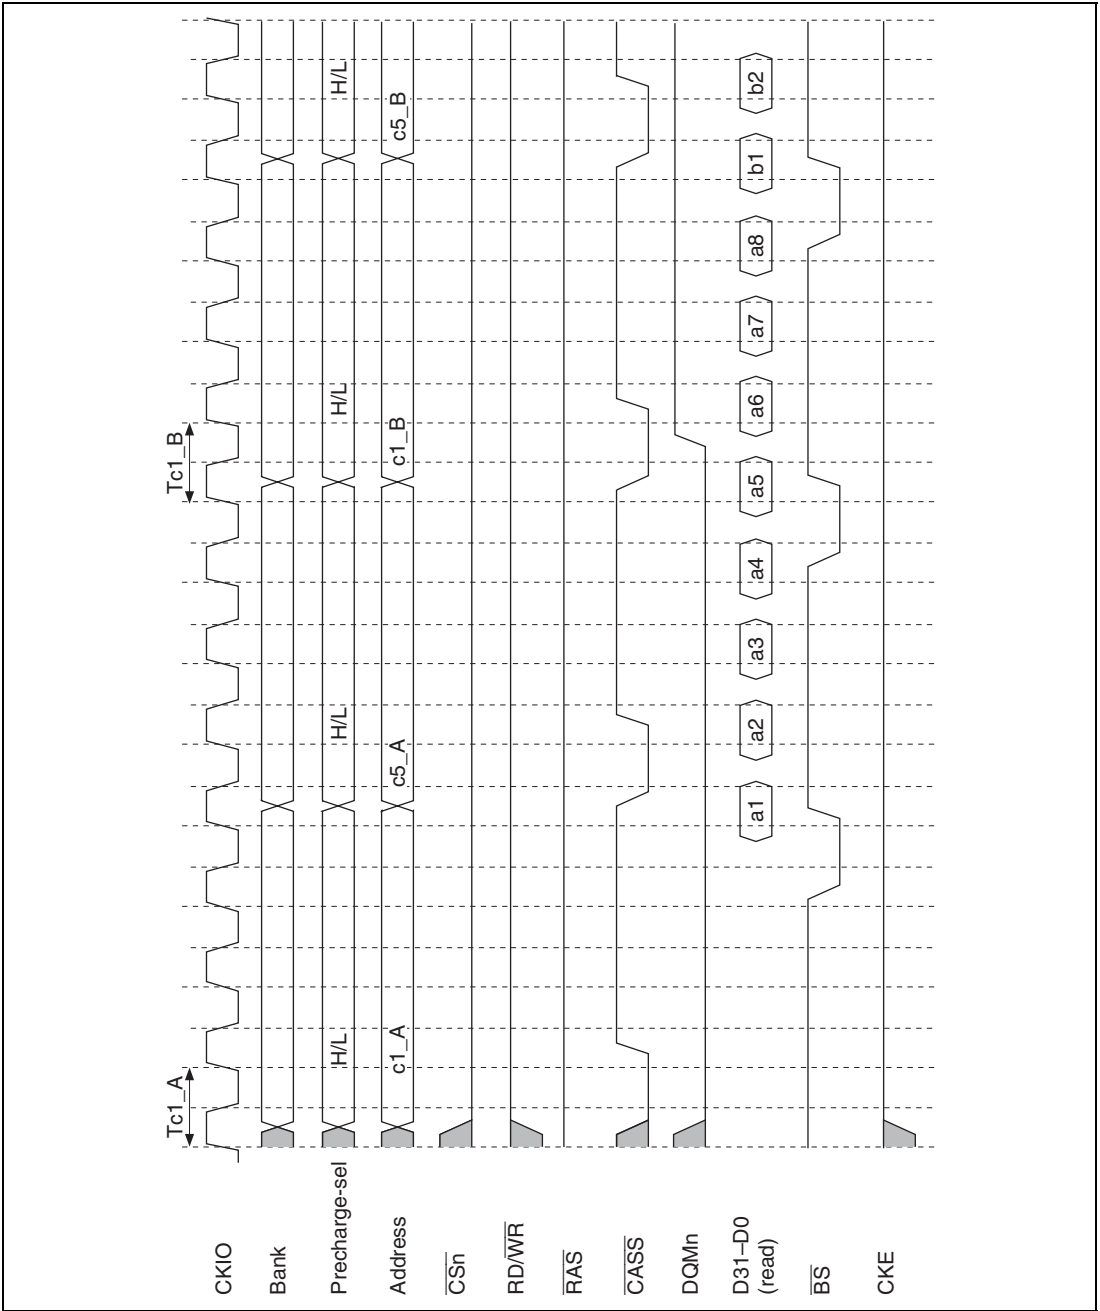 Tc1_A
Tc1_B
CKIO
Bank
Precharge-sel
H/L
H/L
H/L
H/L
Address
c1_A
c5_A
c1_B
c5_B
CSn
RD/WR
RAS
CASS
DQMn
D31–D0
(read)
a1
a2
a3
a4
a5
a6
a7
a8
b1
b2
BS
CKE